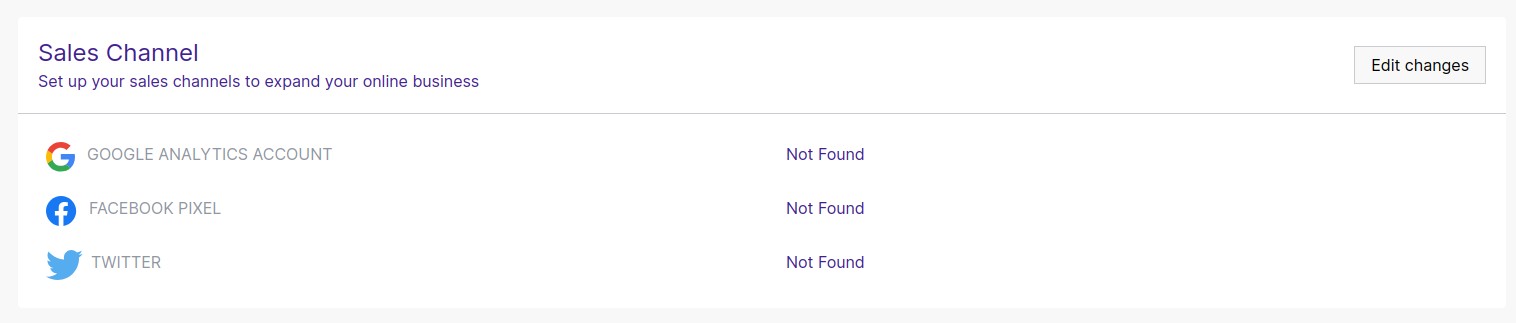 Sales Channel
Set up your sales channels to expand your online business
Edit changes
GOOGLE ANALYTICS ACCOUNT Not Found
FACEBOOK PIXEL Not Found
TWITTER Not Found